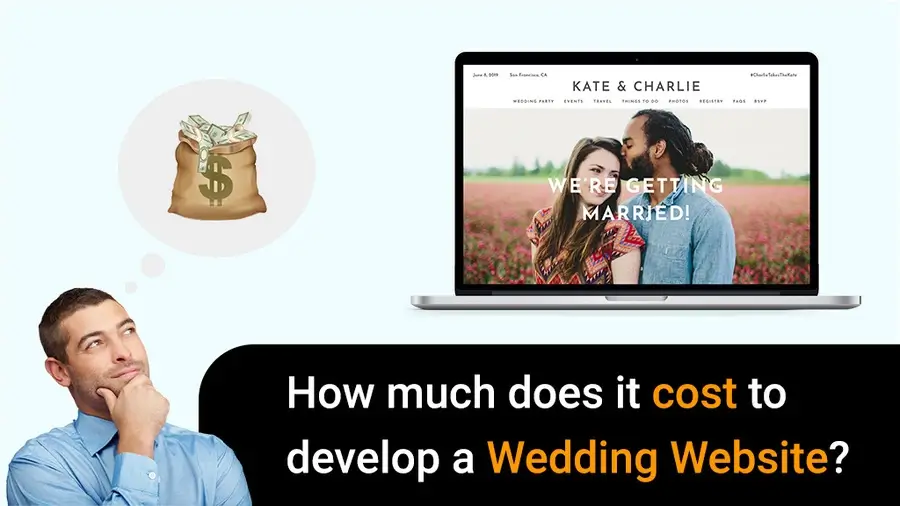 June 8, 2019 San Francisco, CA #CharlieTakesTheKate
KATE & CHARLIE
WEDDING PARTY EVENTS TRAVEL THINGS TO DO PHOTOS REGISTRY FAQS RSVP
WE'RE GETTING
MARRIED!
$
How much does it cost to
develop a Wedding Website?